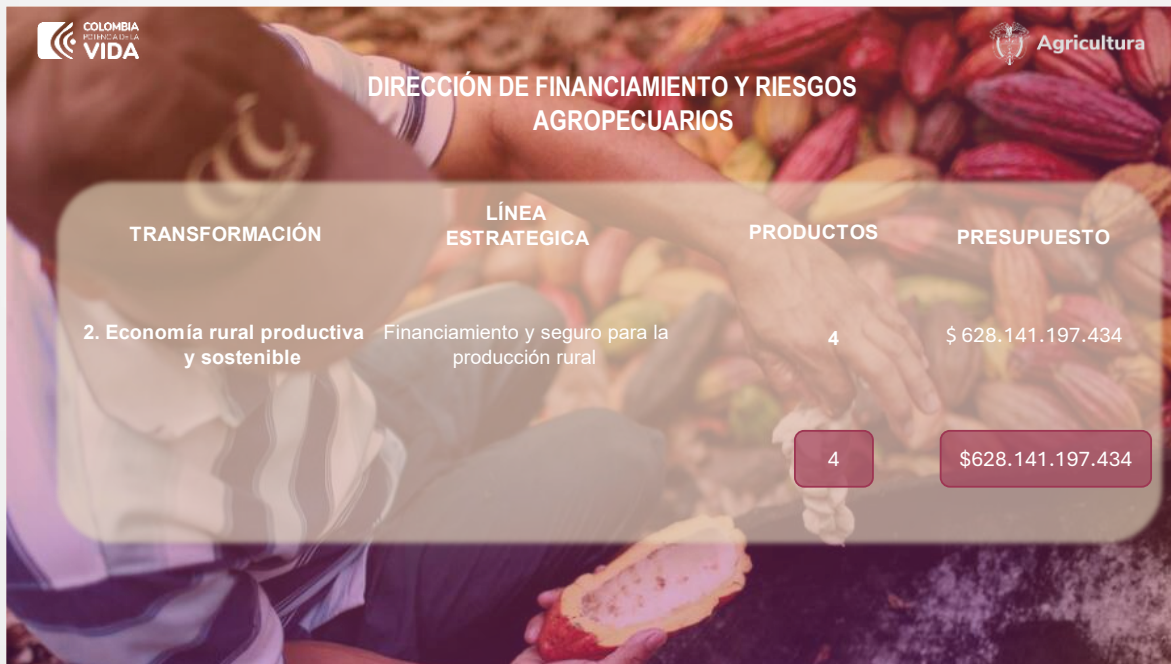 COLOMBIA
POTENCIA DE LA
VIDA
Agricultura
DIRECCIÓN DE FINANCIAMIENTO Y RIESGOS
AGROPECUARIOS
TRANSFORMACIÓN
LÍNEA
ESTRATEGICA
PRODUCTOS
PRESUPUESTO
2. Economía rural productiva
y sostenible
Financiamiento y seguro para la
producción rural
4
$ 628.141.197.434
4
$628.141.197.434